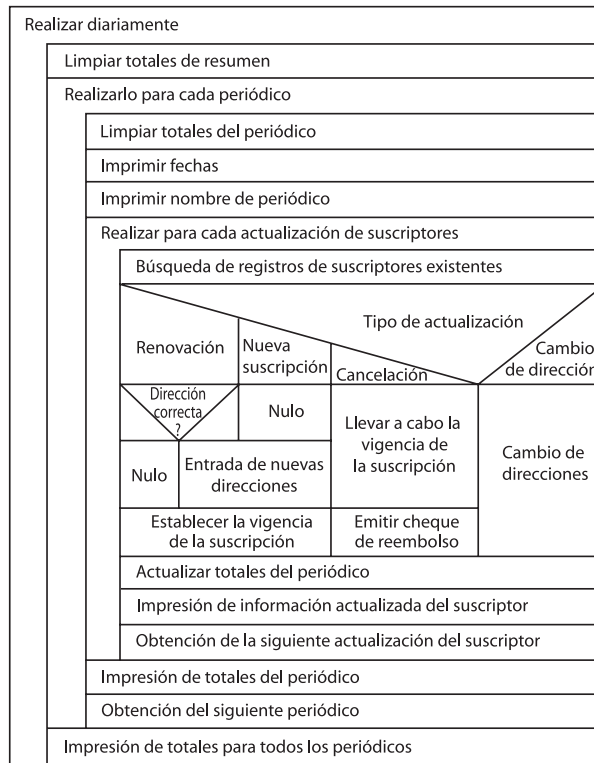 Realizar diariamente
Limpiar totales de resumen
Realizarlo para cada periódico
Limpiar totales del periódico
Imprimir fechas
Imprimir nombre de periódico
Realizar para cada actualización de suscriptores
Búsqueda de registros de suscriptores existentes
Tipo de actualización
Renovación
Nueva
suscripción
Cancelación
Cambio
de dirección
Dirección
correcta
?
Nulo
Llevar a cabo la
vigencia de
la suscripción
Cambio de
direcciones
Nulo
Entrada de nuevas
direcciones
Establecer la vigencia
de la suscripción
Emitir cheque
de reembolso
Actualizar totales del periódico
Impresión de información actualizada del suscriptor
Obtención de la siguiente actualización del suscriptor
Impresión de totales del periódico
Obtención del siguiente periódico
Impresión de totales para todos los periódicos